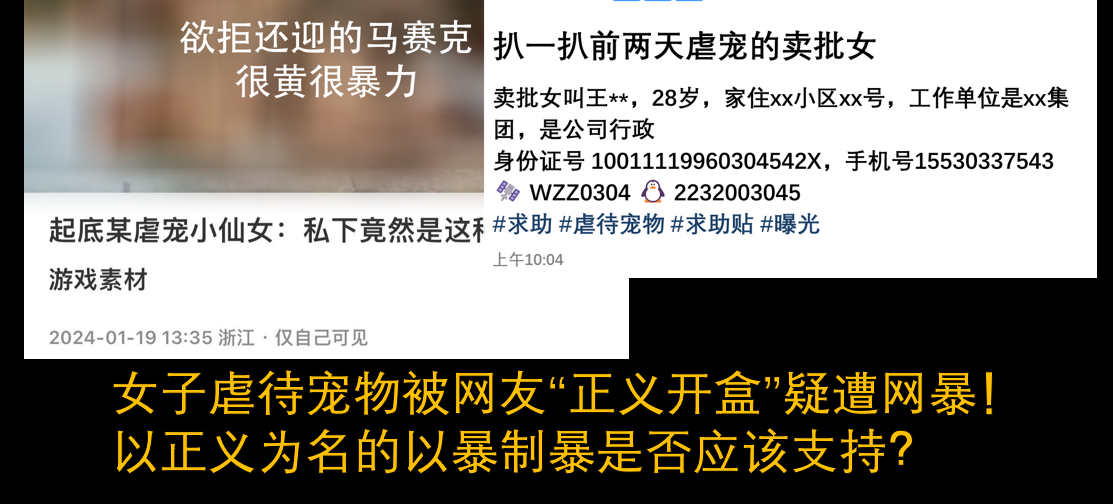 欲拒还迎的马赛克
很黄很暴力
起底某虐宠小仙女：私下竟然是这种
游戏素材
2024-01-19 13:35 浙江 · 仅自己可见
扒一扒前两天虐宠的卖批女
卖批女叫王**，28岁，家住xx小区xx号，工作单位是xx集
团，是公司行政
身份证号 10011119960304542X，手机号15530337543
WZZ0304 2232003045
#求助 #虐待宠物 #求助贴 #曝光
上午10:04
女子虐待宠物被网友“正义开盒”疑遭网暴！
以正义为名的以暴制暴是否应该支持？